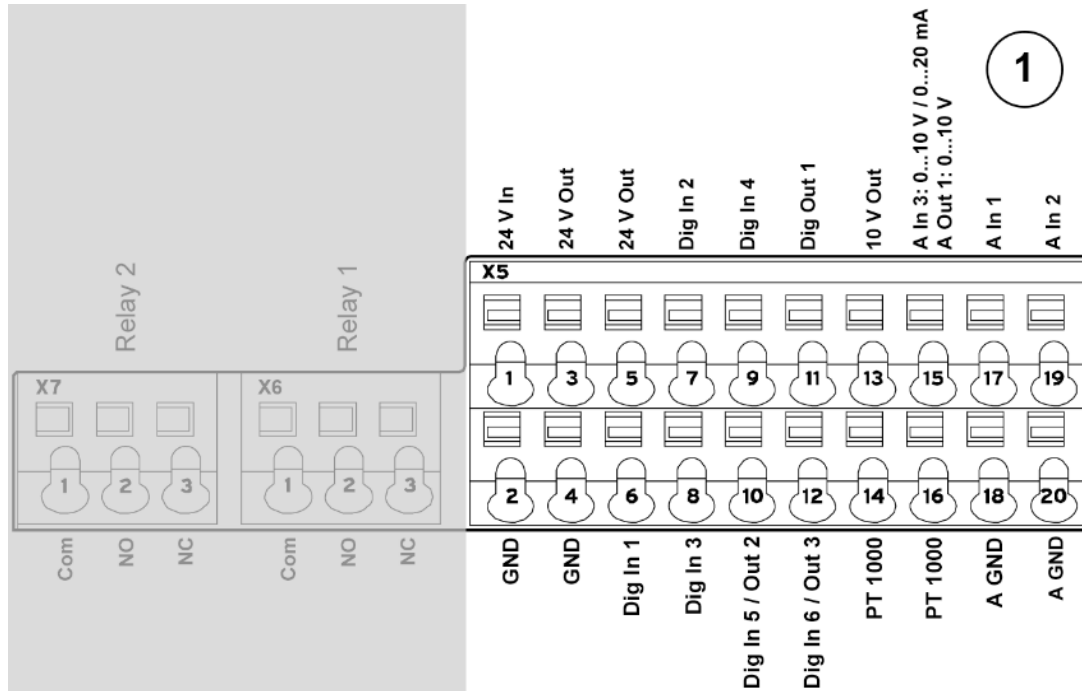 1
24 V In
24 V Out
24 V Out
Dig In 2
Dig In 4
Dig Out 1
10 V Out
A In 3: 0...10 V / 0...20 mA
A Out 1: 0...10 V
A In 1
A In 2
Relay 2
Relay 1
X5
1 3 5 7 9 11 13 15 17 19
X7
X6
1 2 3
1 2 3
2 4 6 8 10 12 14 16 18 20
Com
NO
NC
Com
NO
NC
GND
GND
Dig In 1
Dig In 3
Dig In 5 / Out 2
Dig In 6 / Out 3
PT 1000
PT 1000
A GND
A GND